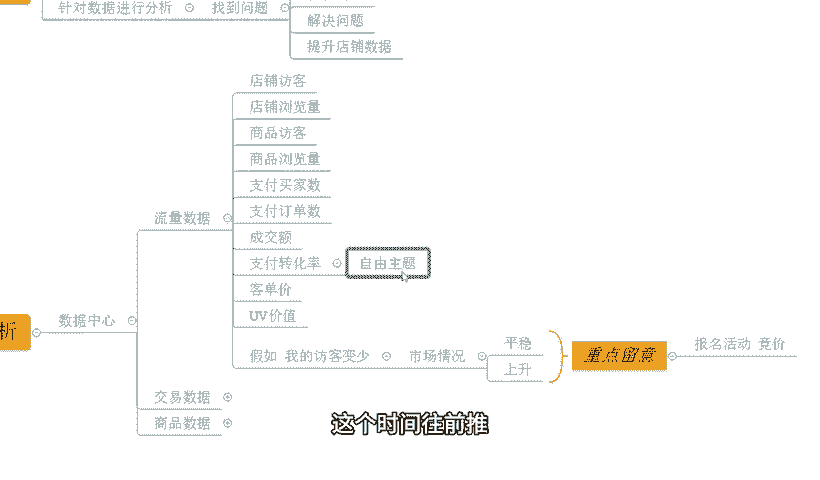 针对数据进行分析
找到问题
解决问题
提升店铺数据
店铺访客
店铺浏览量
商品访客
商品浏览量
支付买家数
流量数据
支付订单数
成交额
支付转化率
自由主题
客单价
UV价值
析
数据中心
假如 我的访客变少
市场情况
平稳
上升
重点留意
报名活动 竞价
交易数据
商品数据
这个时间往前推